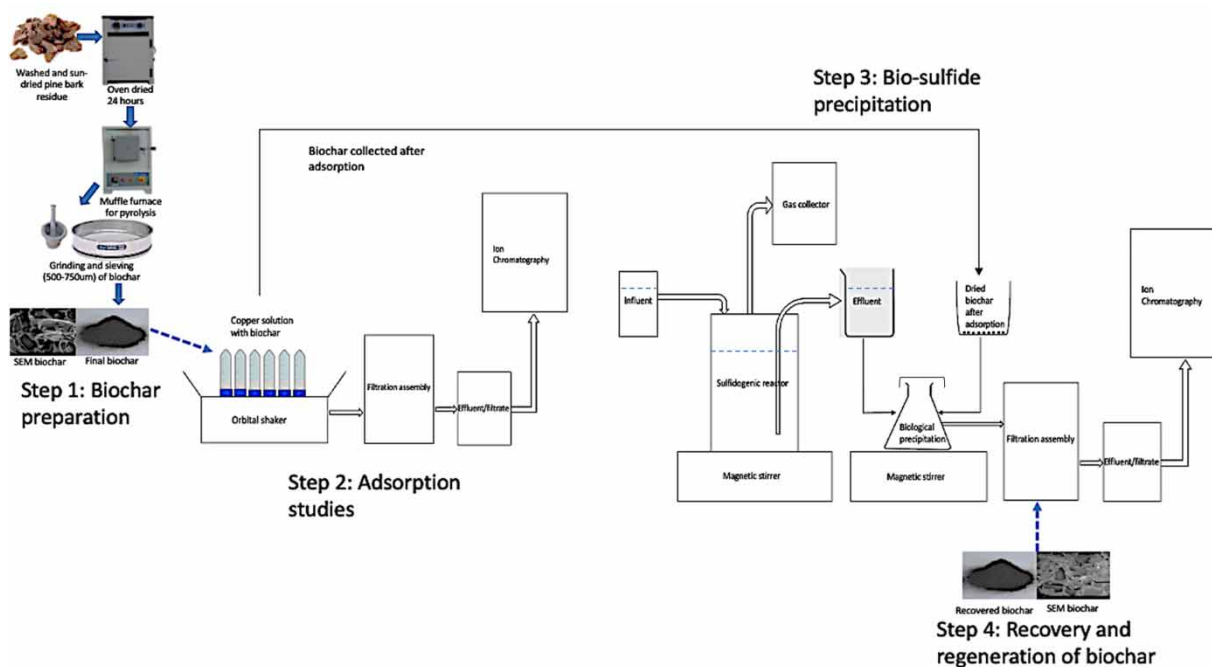 Washed and sun-
dried pine bark
residue
Oven dried
24 hours
Muffle furnace
for pyrolysis
Grinding and sieving
(500-750um) of biochar
SEM biochar
Final biochar
Step 1: Biochar
preparation
Biochar collected after
adsorption
Copper solution
with biochar
Orbital shaker
Filtration assembly
Effluent/filtrate
Ion
Chromatography
Step 2: Adsorption
studies
Step 3: Bio-sulfide
precipitation
Gas collector
Influent
Sulfidogenic reactor
Magnetic stirrer
Effluent
Dried
biochar
after
adsorption
Biological
precipitation
Magnetic stirrer
Filtration assembly
Effluent/filtrate
Ion
Chromatography
Recovered biochar
SEM biochar
Step 4: Recovery and
regeneration of biochar